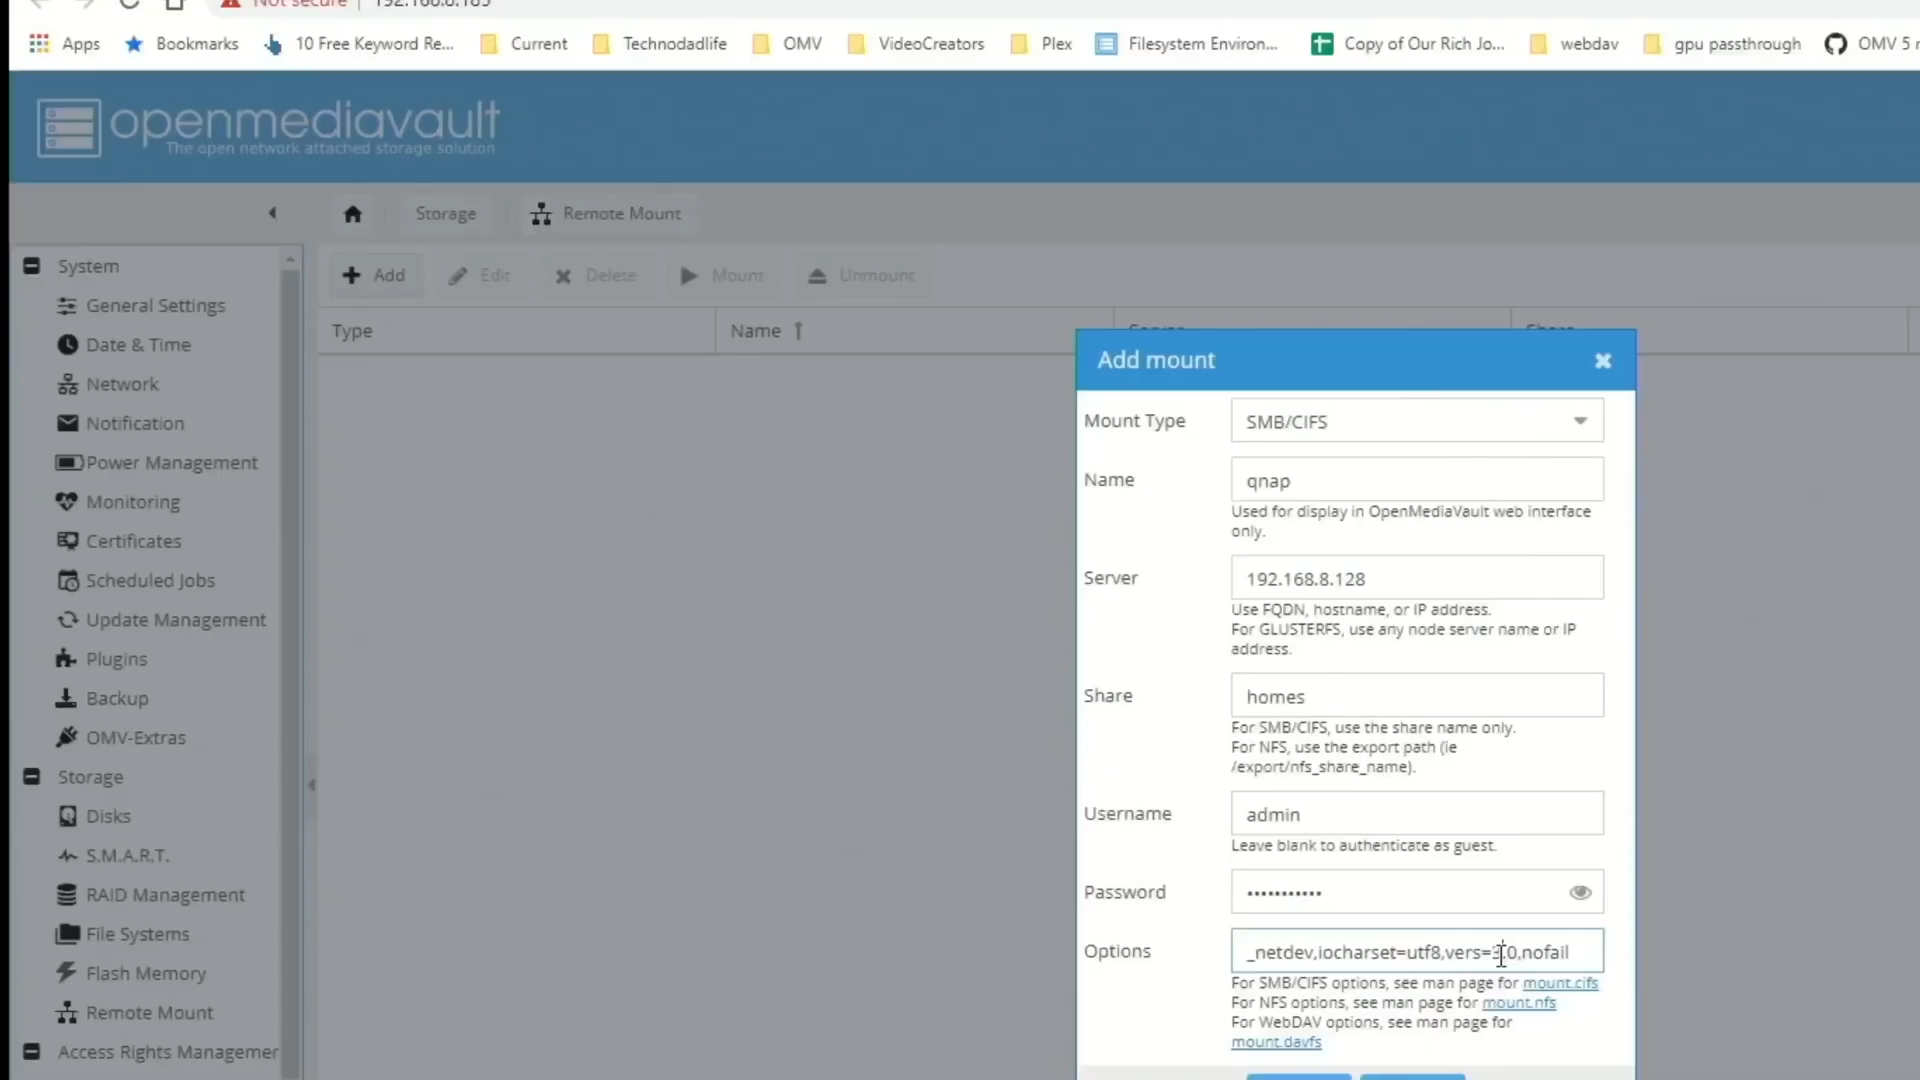 Not secure | 192.168.8.185
Apps Bookmarks 10 Free Keyword Re... Current Technodadlife OMV VideoCreators Plex Filesystem Environ... Copy of Our Rich Jo... webdav gpu passthrough OMV 5
openmediavault
The open network attached storage solution
Storage Remote Mount
System
General Settings
Date & Time
Network
Notification
Power Management
Monitoring
Certificates
Scheduled Jobs
Update Management
Plugins
Backup
OMV-Extras
Storage
Disks
S.M.A.R.T.
RAID Management
File Systems
Flash Memory
Remote Mount
Access Rights Managemen
+ Add Edit Delete Mount Unmount
Type Name Server Share
Add mount
Mount Type SMB/CIFS
Name qnap
Used for display in OpenMediaVault web interface
only.
Server 192.168.8.128
Use FQDN, hostname, or IP address.
For GLUSTERFS, use any node server name or IP
address.
Share homes
For SMB/CIFS, use the share name only.
For NFS, use the export path (ie
/export/nfs_share_name).
Username admin
Leave blank to authenticate as guest.
Password •••••••••••
Options _netdev,iocharset=utf8,vers=3.0,nofail
For SMB/CIFS options, see man page for mount.cifs
For NFS options, see man page for mount.nfs
For WebDAV options, see man page for
mount.davfs